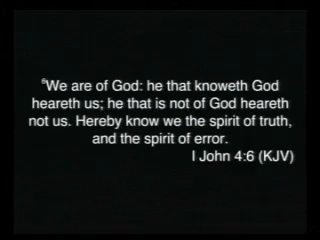 ⁶We are of God: he that knoweth God
heareth us; he that is not of God heareth
not us. Hereby know we the spirit of truth,
and the spirit of error.
I John 4:6 (KJV)